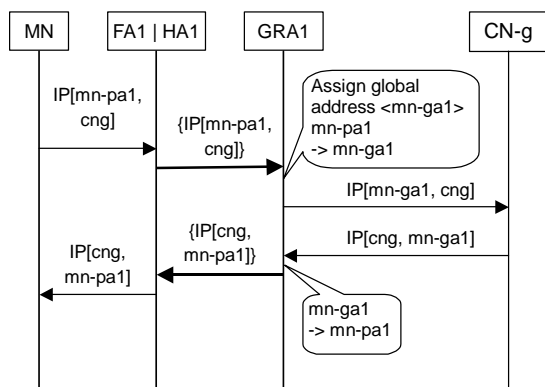 MN
FA1 | HA1
GRA1
CN-g
IP[mn-pa1,
cng]
{IP[mn-pa1,
cng]}
Assign global
address <mn-ga1>
mn-pa1
-> mn-ga1
IP[mn-ga1, cng]
IP[cng, mn-ga1]
{IP[cng,
mn-pa1]}
IP[cng,
mn-pa1]
mn-ga1
-> mn-pa1